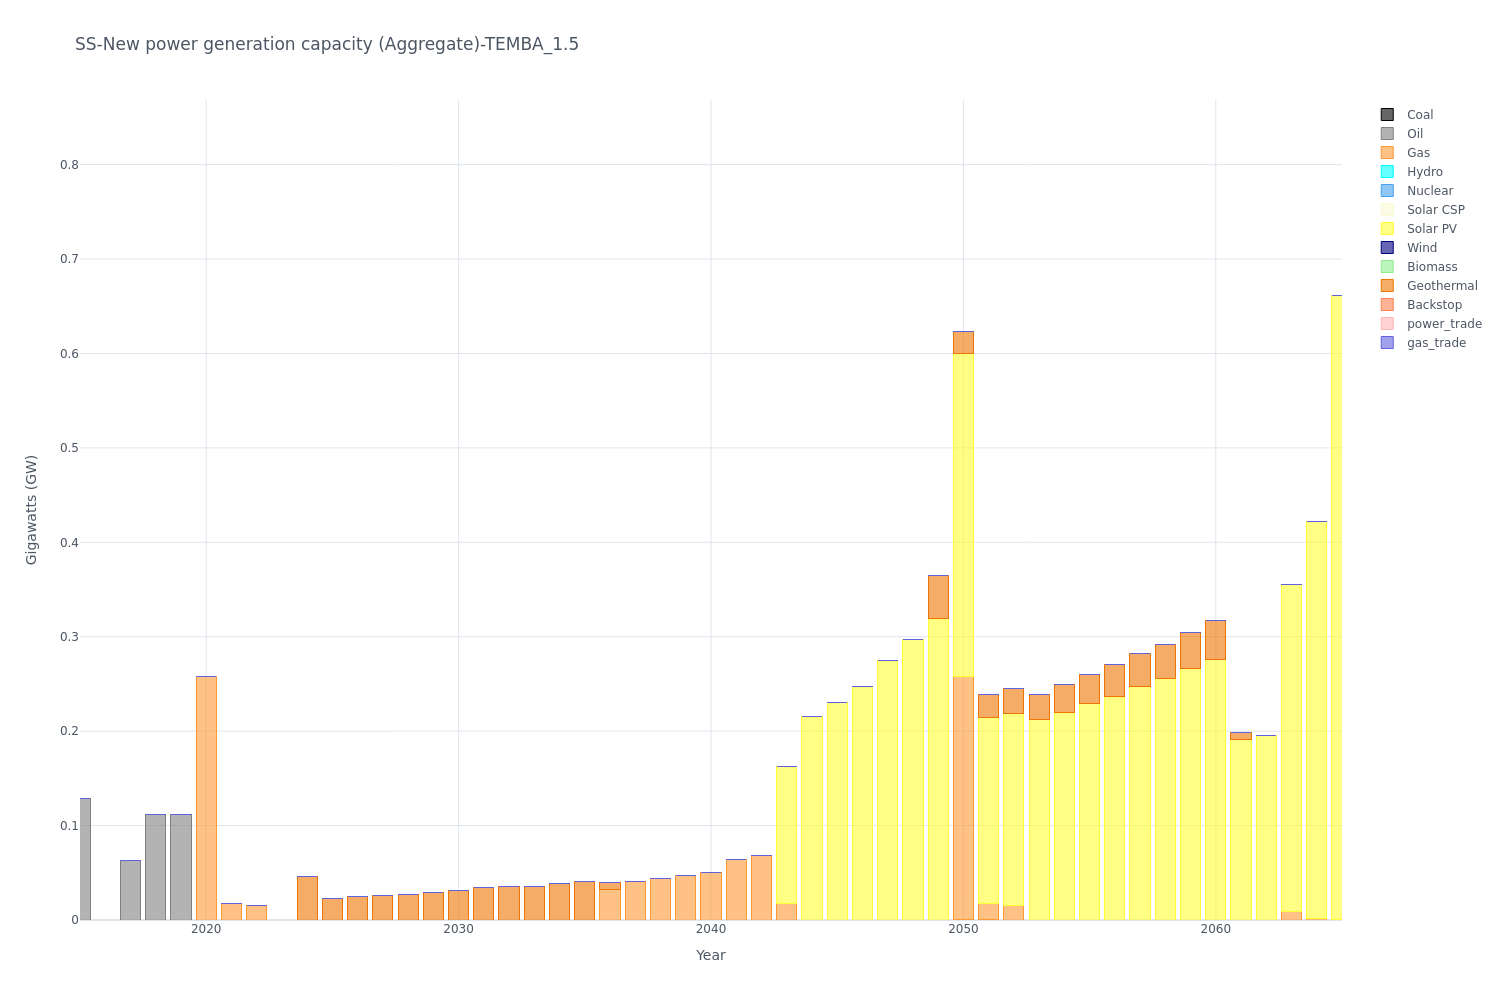 SS-New power generation capacity (Aggregate)-TEMBA_1.5
Coal
Oil
Gas
Hydro
Nuclear
Solar CSP
Solar PV
Wind
Biomass
Geothermal
Backstop
power_trade
gas_trade
0.8
0.7
0.6
0.5
0.4
0.3
0.2
0.1
0
Gigawatts (GW)
2020 2030 2040 2050 2060
Year